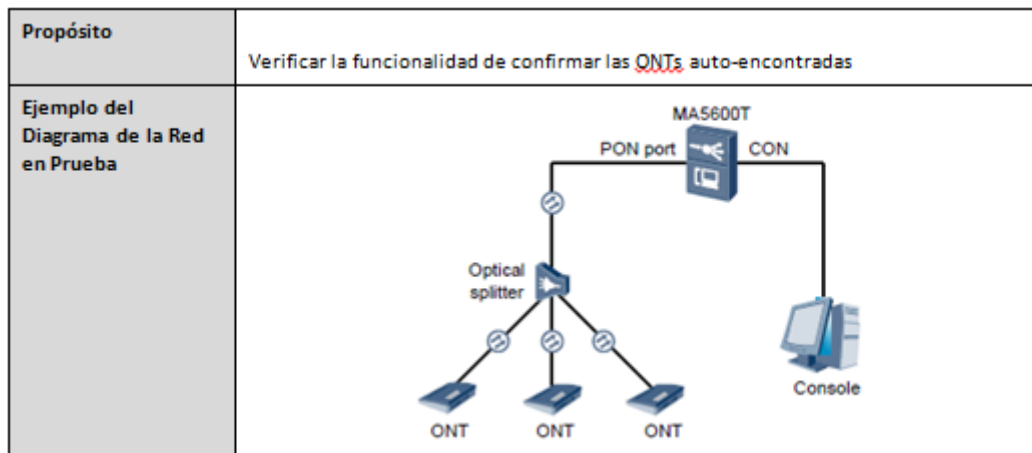 Propósito
Verificar la funcionalidad de confirmar las ONTs auto-encontradas
Ejemplo del
Diagrama de la Red
en Prueba
MA5600T
PON port
CON
Optical
splitter
Console
ONT
ONT
ONT